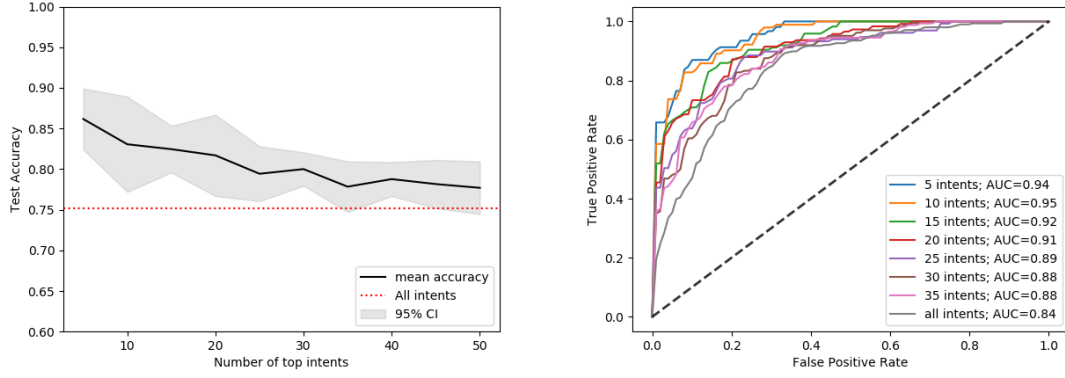 1.00
0.95
0.90
0.85
0.80
0.75
0.70
0.65
0.60
Test Accuracy
10
20
30
40
50
Number of top intents
mean accuracy
All intents
95% CI
1.0
0.8
0.6
0.4
0.2
0.0
True Positive Rate
0.0
0.2
0.4
0.6
0.8
1.0
False Positive Rate
5 intents; AUC=0.94
10 intents; AUC=0.95
15 intents; AUC=0.92
20 intents; AUC=0.91
25 intents; AUC=0.89
30 intents; AUC=0.88
35 intents; AUC=0.88
all intents; AUC=0.84